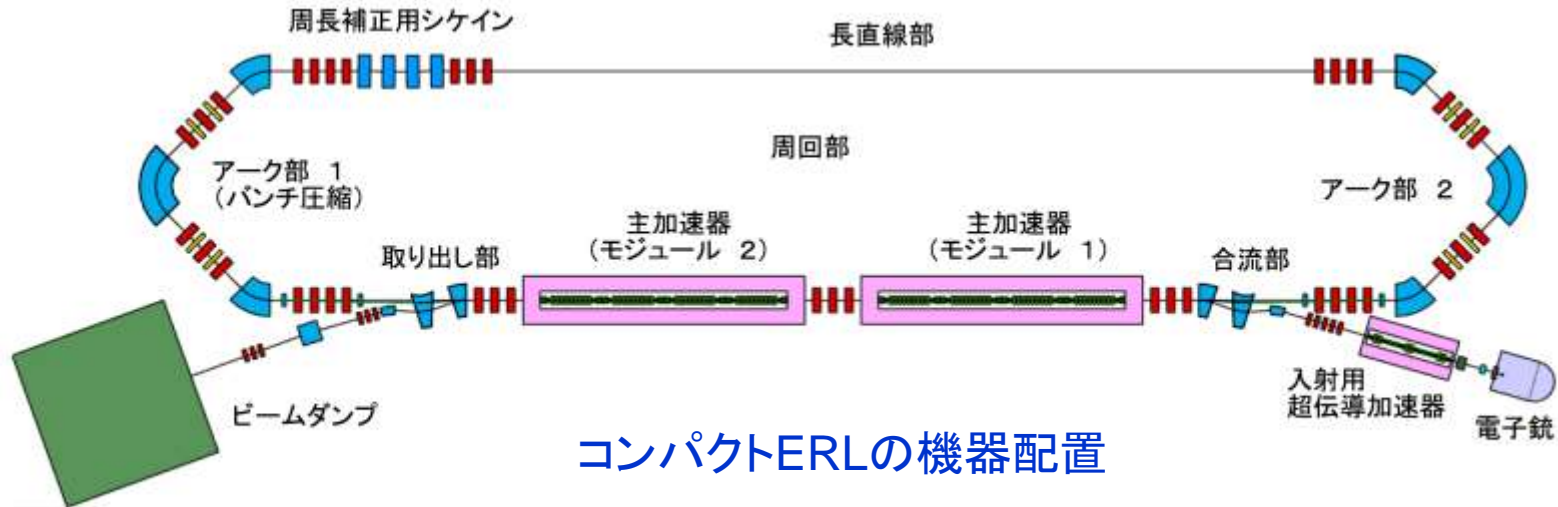 周長補正用シケイン
長直線部
周回部
アーク部 1
(バンチ圧縮)
アーク部 2
取り出し部
主加速器
(モジュール 2)
主加速器
(モジュール 1)
合流部
入射用
超伝導加速器
電子銃
ビームダンプ
コンパクトERLの機器配置